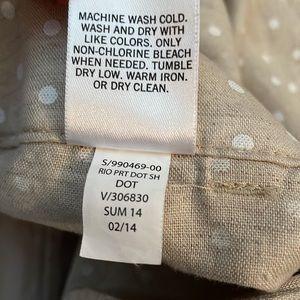 MACHINE WASH COLD.
WASH AND DRY WITH
LIKE COLORS. ONLY
NON-CHLORINE BLEACH
WHEN NEEDED. TUMBLE
DRY LOW. WARM IRON.
OR DRY CLEAN.
S/990469-00
RIO PRT DOT SH
DOT
V/306830
SUM 14
02/14